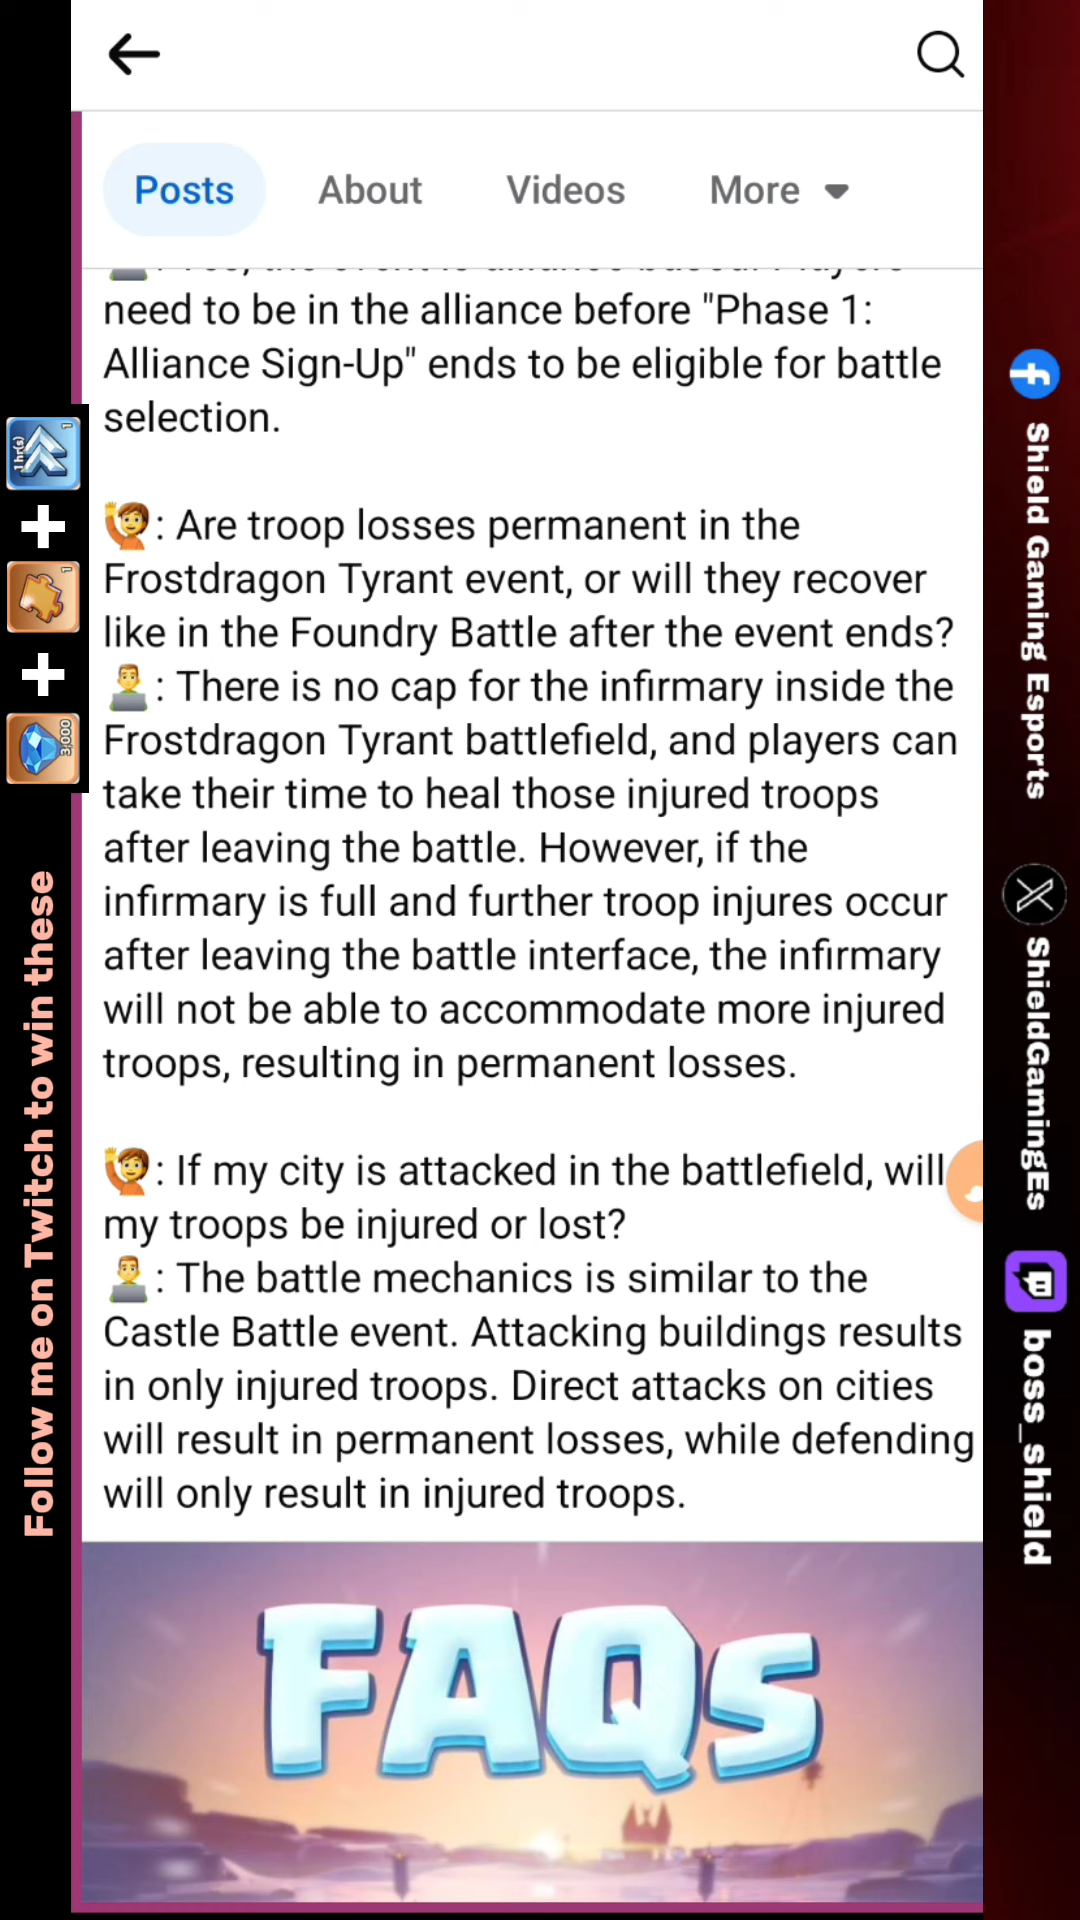 Posts
About
Videos
More
need to be in the alliance before "Phase 1:
Alliance Sign-Up" ends to be eligible for battle
selection.
: Are troop losses permanent in the
Frostdragon Tyrant event, or will they recover
like in the Foundry Battle after the event ends?
: There is no cap for the infirmary inside the
Frostdragon Tyrant battlefield, and players can
take their time to heal those injured troops
after leaving the battle. However, if the
infirmary is full and further troop injures occur
after leaving the battle interface, the infirmary
will not be able to accommodate more injured
troops, resulting in permanent losses.
: If my city is attacked in the battlefield, will
my troops be injured or lost?
: The battle mechanics is similar to the
Castle Battle event. Attacking buildings results
in only injured troops. Direct attacks on cities
will result in permanent losses, while defending
will only result in injured troops.
FAQs
1 hr(s)
1
1
Follow me on Twitch to win these
Shield Gaming Esports
ShieldGamingEs
boss_shield